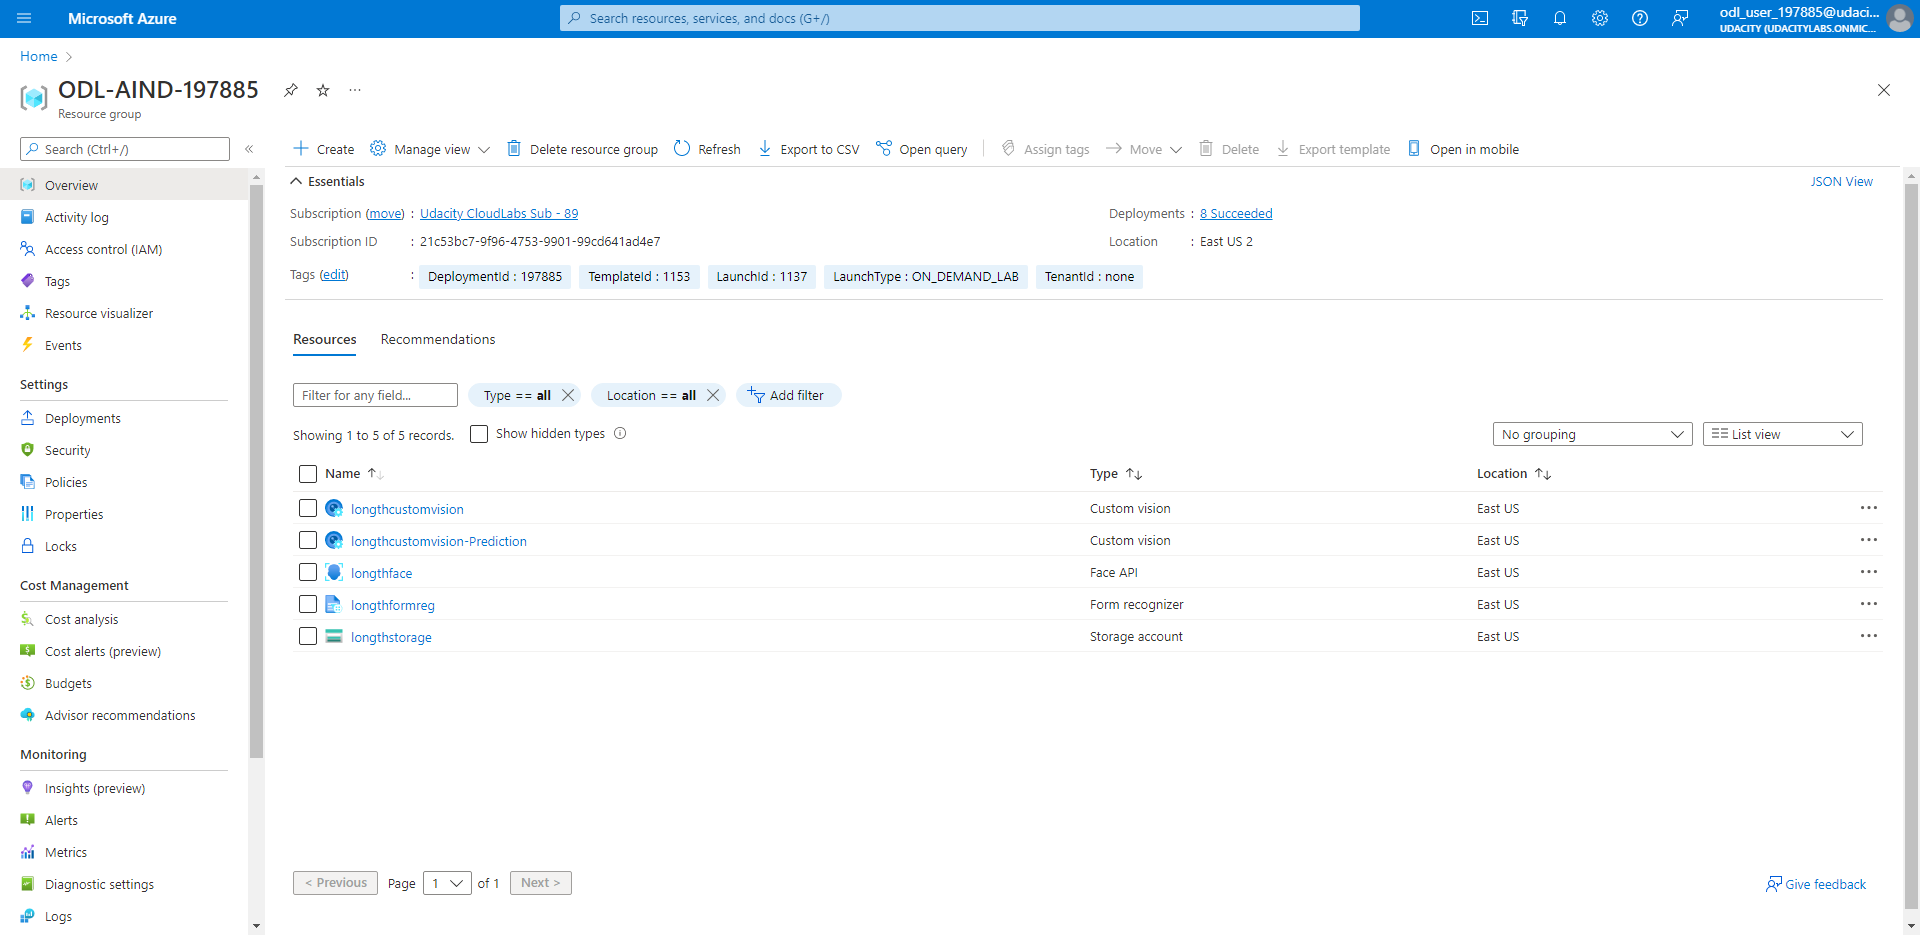 Microsoft Azure
Search resources, services, and docs (G+/)
odl_user_197885@udaci...
UDACITY (UDACITYLABS.ONMIC...
Home
ODL-AIND-197885
Resource group
Search (Ctrl+/)
«
Create
Manage view
Delete resource group
Refresh
Export to CSV
Open query
Assign tags
Move
Delete
Export template
Open in mobile
Overview
Activity log
Access control (IAM)
Tags
Resource visualizer
Events
Settings
Deployments
Security
Policies
Properties
Locks
Cost Management
Cost analysis
Cost alerts (preview)
Budgets
Advisor recommendations
Monitoring
Insights (preview)
Alerts
Metrics
Diagnostic settings
Logs
Essentials
JSON View
Subscription (move) : Udacity CloudLabs Sub - 89
Deployments : 8 Succeeded
Subscription ID : 21c53bc7-9f96-4753-9901-99cd641ad4e7
Location : East US 2
Tags (edit) : DeploymentId : 197885 TemplateId : 1153 LaunchId : 1137 LaunchType : ON_DEMAND_LAB TenantId : none
Resources Recommendations
Filter for any field... Type == all Location == all Add filter
Showing 1 to 5 of 5 records. Show hidden types
No grouping List view
Name Type Location
longthcustomvision Custom vision East US
longthcustomvision-Prediction Custom vision East US
longthface Face API East US
longthformreg Form recognizer East US
longthstorage Storage account East US
< Previous Page 1 of 1 Next >
Give feedback